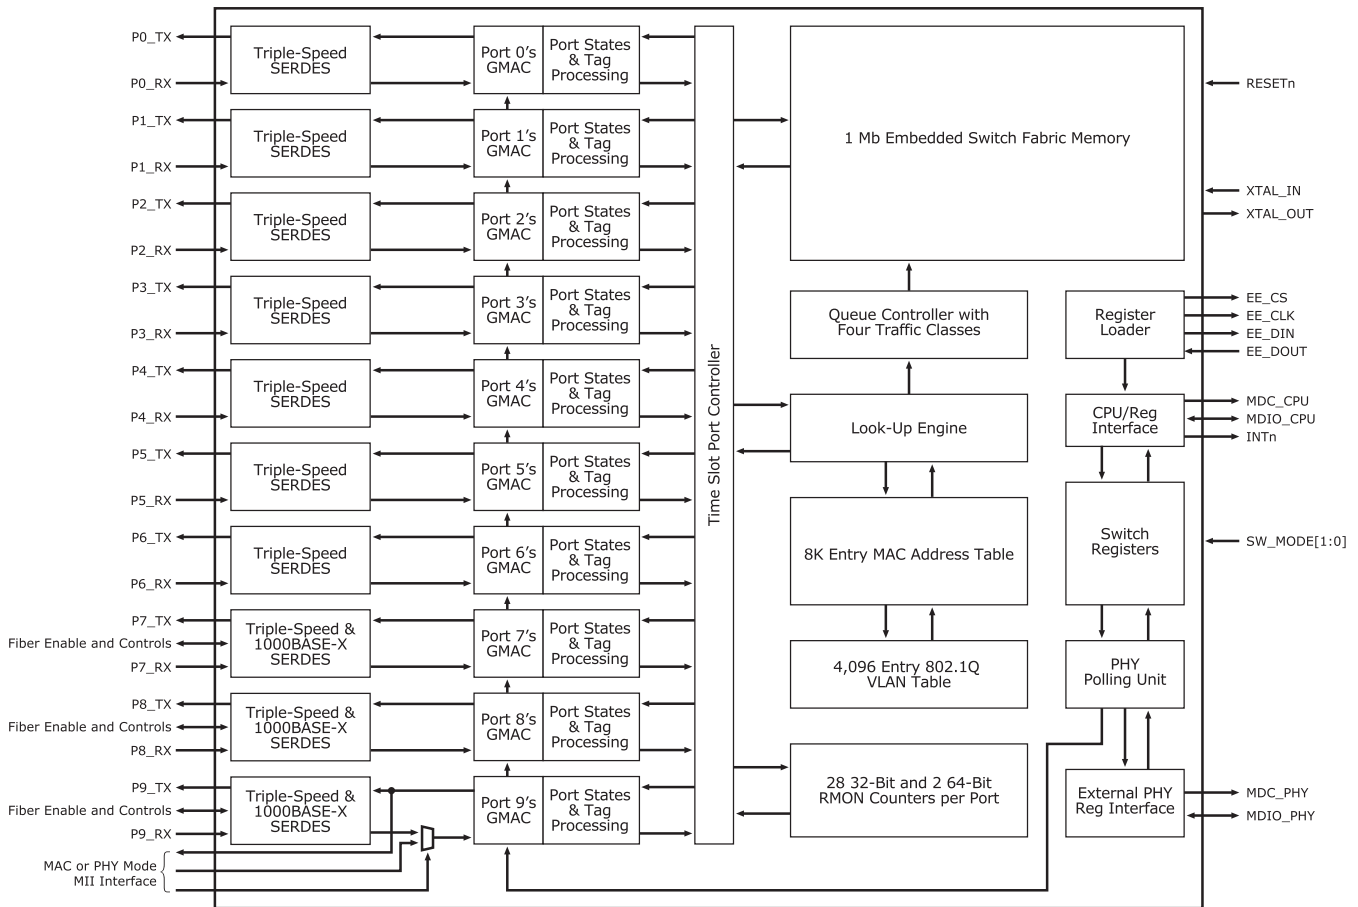 P0_TX
P0_RX
Triple-Speed
SERDES
Port 0's
GMAC
Port States
& Tag
Processing
P1_TX
P1_RX
Triple-Speed
SERDES
Port 1's
GMAC
Port States
& Tag
Processing
P2_TX
P2_RX
Triple-Speed
SERDES
Port 2's
GMAC
Port States
& Tag
Processing
P3_TX
P3_RX
Triple-Speed
SERDES
Port 3's
GMAC
Port States
& Tag
Processing
P4_TX
P4_RX
Triple-Speed
SERDES
Port 4's
GMAC
Port States
& Tag
Processing
P5_TX
P5_RX
Triple-Speed
SERDES
Port 5's
GMAC
Port States
& Tag
Processing
P6_TX
P6_RX
Triple-Speed
SERDES
Port 6's
GMAC
Port States
& Tag
Processing
P7_TX
Fiber Enable and Controls
P7_RX
Triple-Speed &
1000BASE-X
SERDES
Port 7's
GMAC
Port States
& Tag
Processing
P8_TX
Fiber Enable and Controls
P8_RX
Triple-Speed &
1000BASE-X
SERDES
Port 8's
GMAC
Port States
& Tag
Processing
P9_TX
Fiber Enable and Controls
P9_RX
Triple-Speed &
1000BASE-X
SERDES
Port 9's
GMAC
Port States
& Tag
Processing
MAC or PHY Mode
MII Interface
Time Slot Port Controller
1 Mb Embedded Switch Fabric Memory
Queue Controller with
Four Traffic Classes
Look-Up Engine
8K Entry MAC Address Table
4,096 Entry 802.1Q
VLAN Table
28 32-Bit and 2 64-Bit
RMON Counters per Port
Register
Loader
CPU/Reg
Interface
Switch
Registers
PHY
Polling Unit
External PHY
Reg Interface
RESETn
XTAL_IN
XTAL_OUT
EE_CS
EE_CLK
EE_DIN
EE_DOUT
MDC_CPU
MDIO_CPU
INTn
SW_MODE[1:0]
MDC_PHY
MDIO_PHY